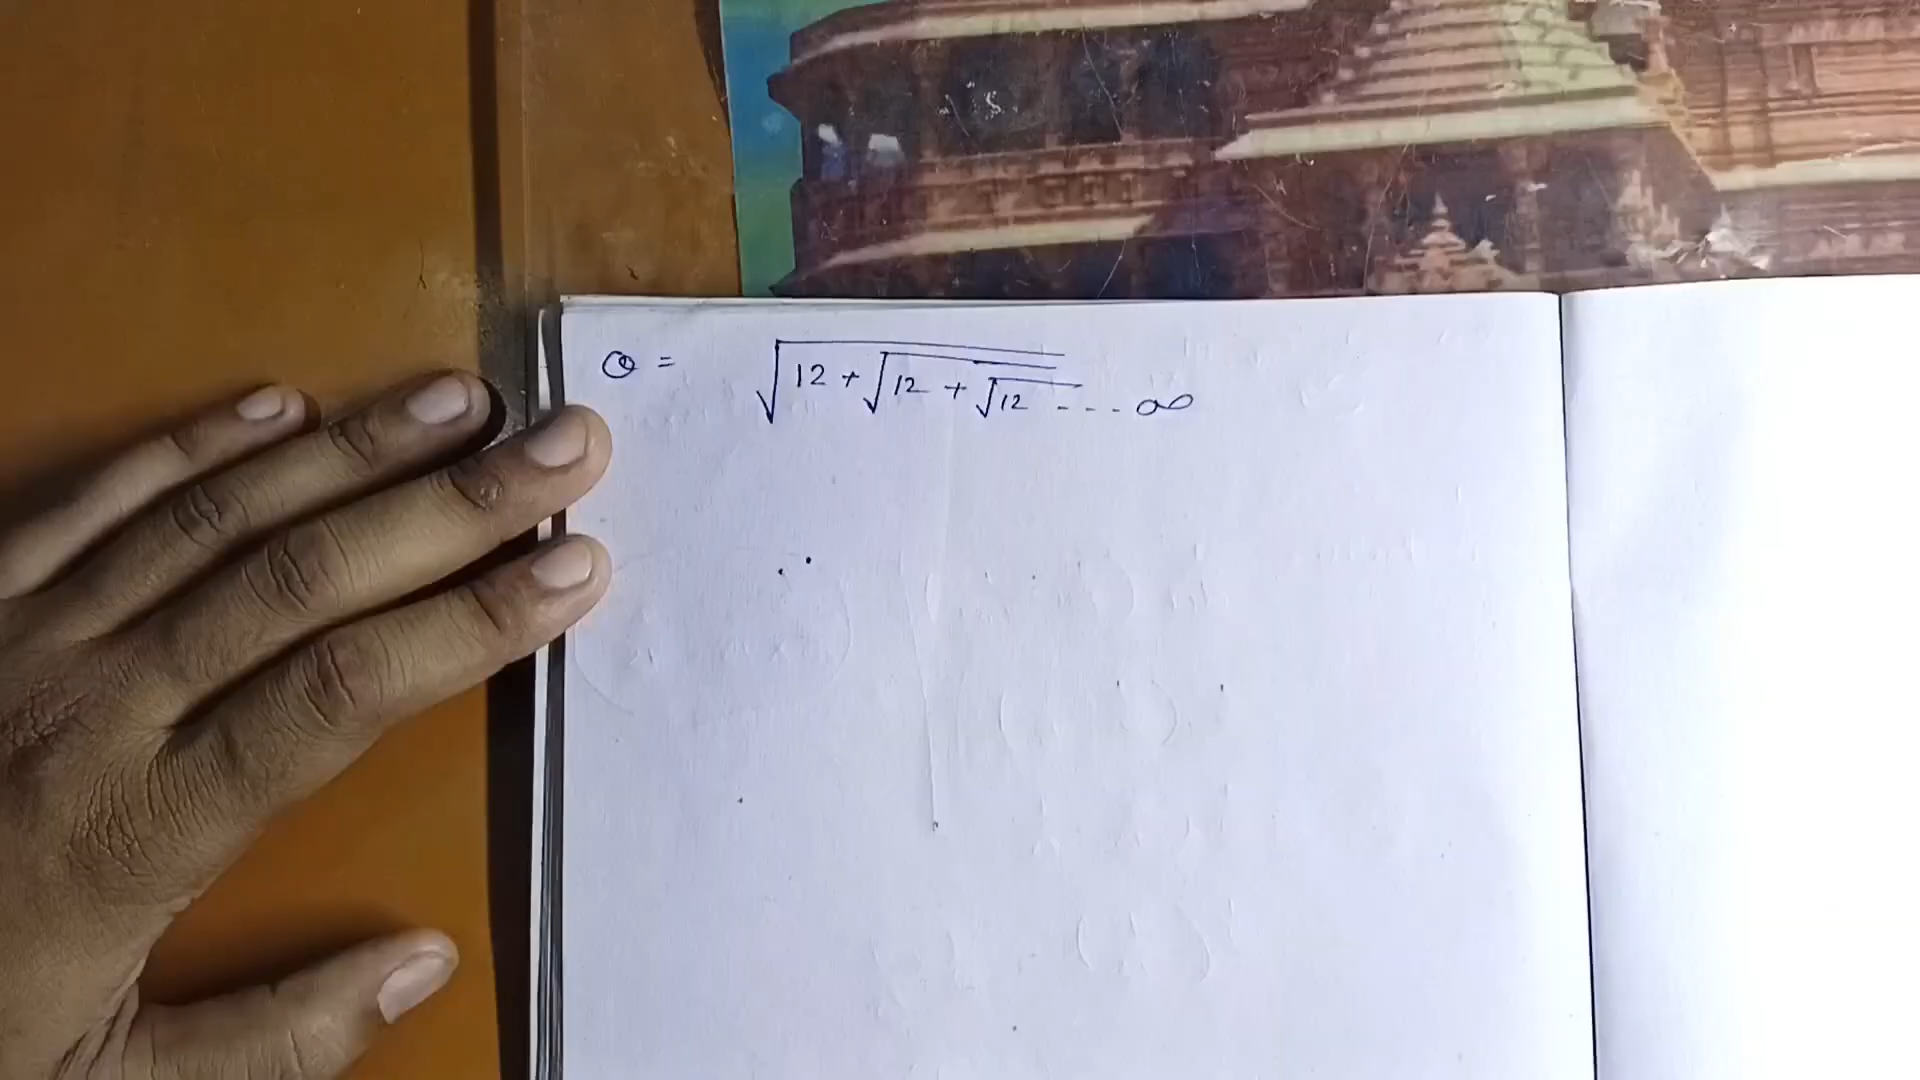 Q = √12 + √12 + √12 - - - ∞